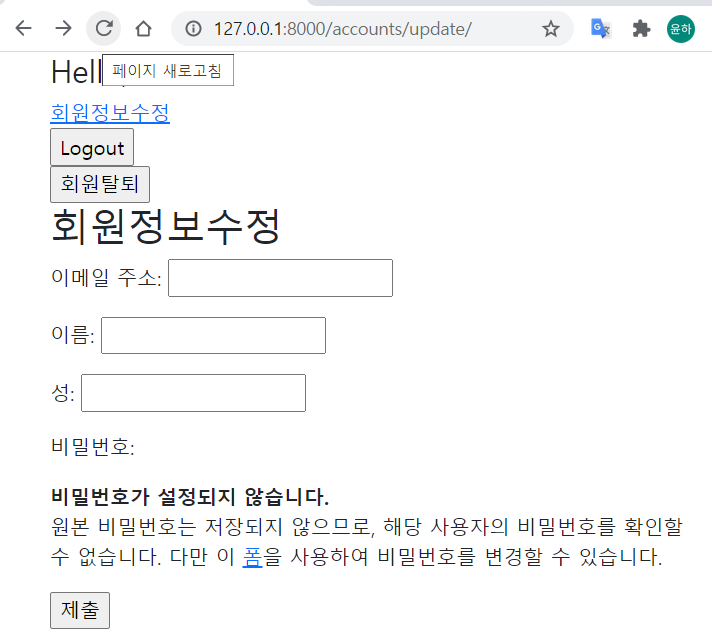 127.0.0.1:8000/accounts/update/
윤하
Hell
페이지 새로고침
회원정보수정
Logout
회원탈퇴
회원정보수정
이메일 주소:
이름:
성:
비밀번호:
비밀번호가 설정되지 않습니다.
원본 비밀번호는 저장되지 않으므로, 해당 사용자의 비밀번호를 확인할
수 없습니다. 다만 이 폼을 사용하여 비밀번호를 변경할 수 있습니다.
제출